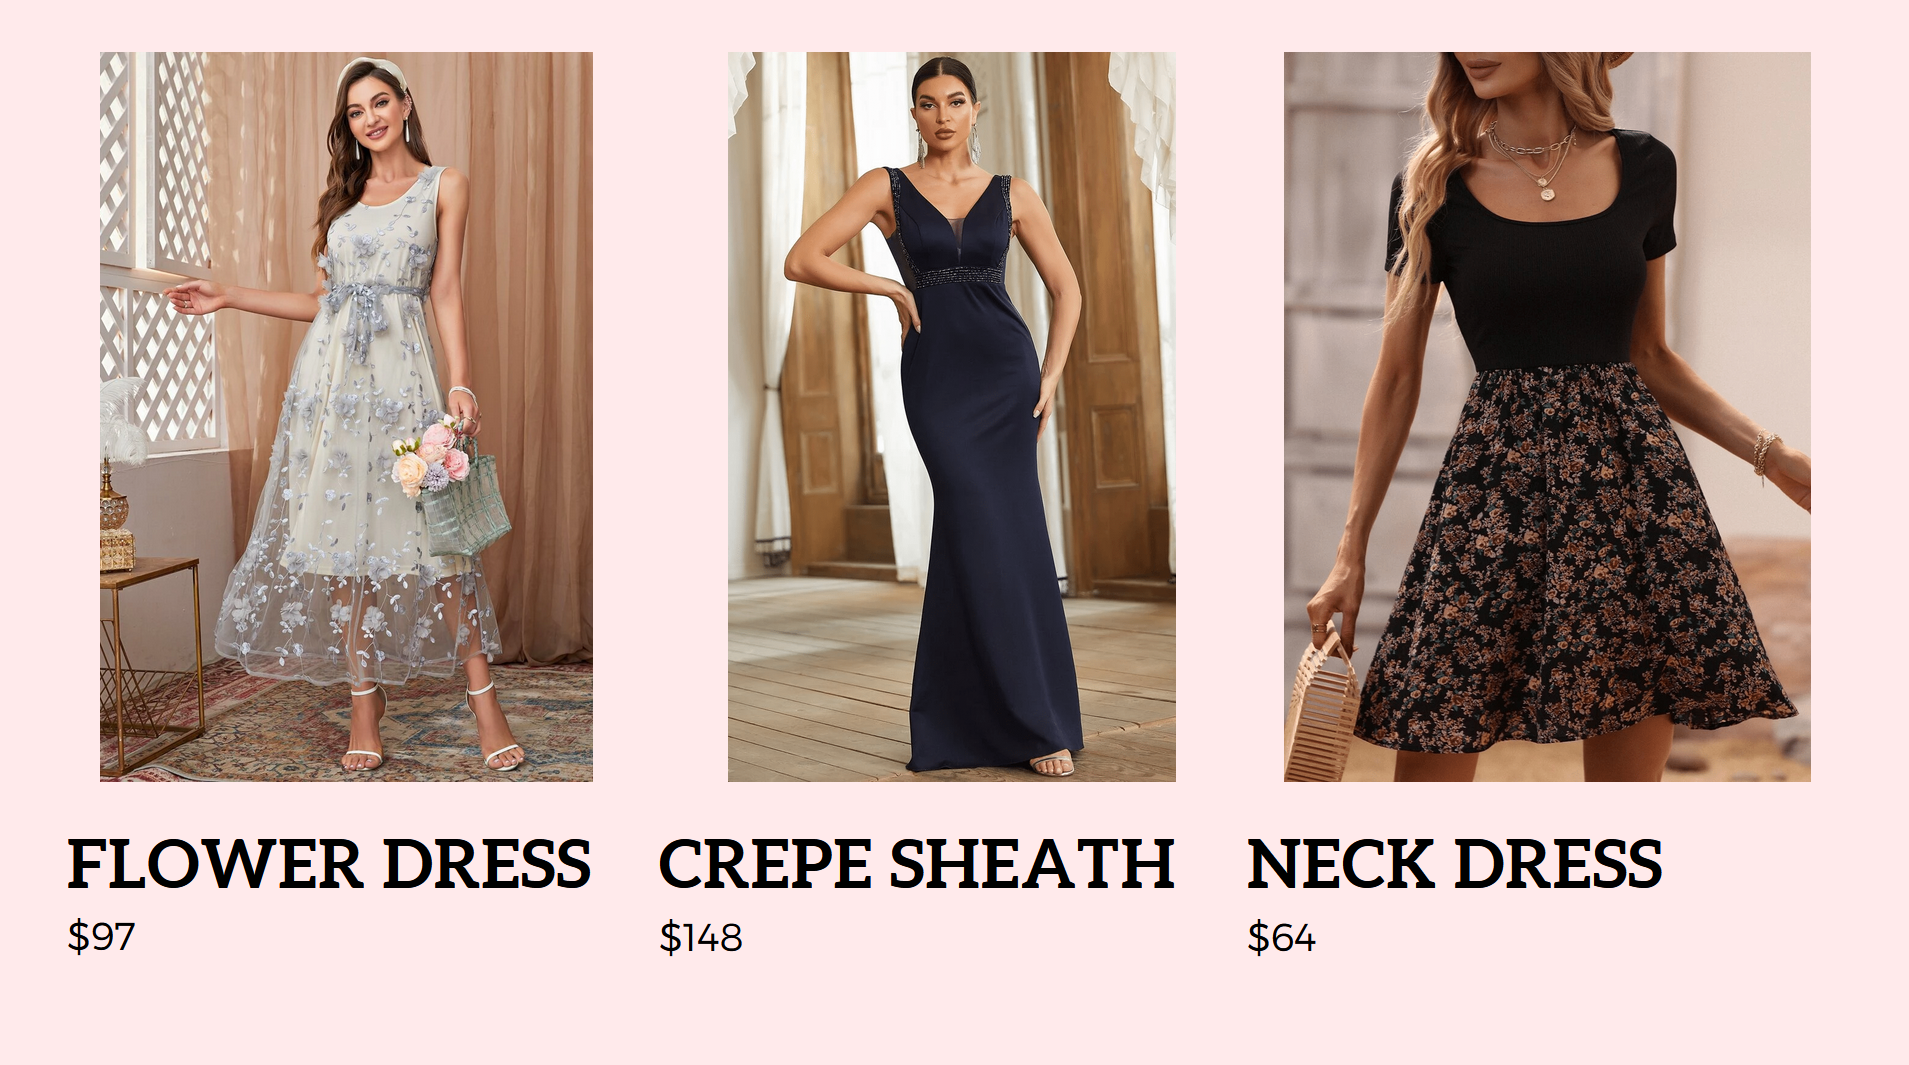 FLOWER DRESS
$97
CREPE SHEATH
$148
NECK DRESS
$64